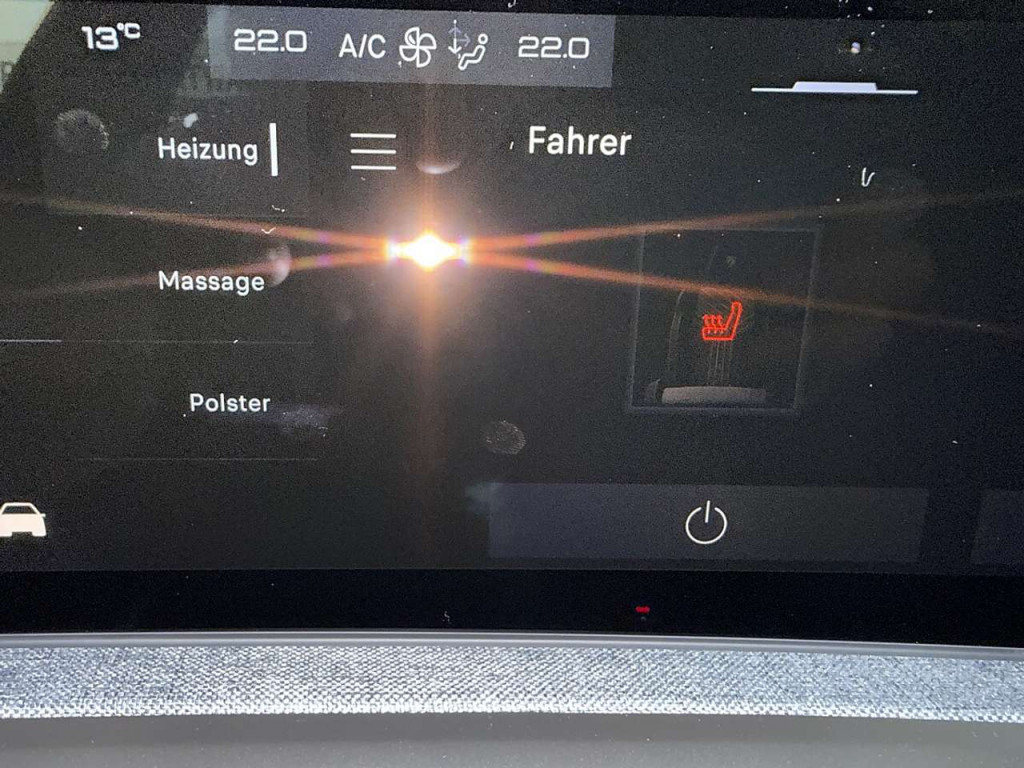 13°C 22.0 A/C 22.0
Heizung
Fahrer
Massage
Polster